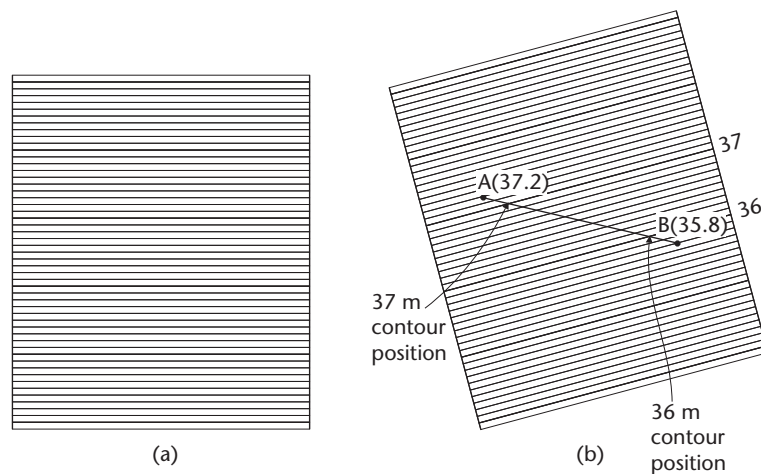 37
A(37.2)
36
B(35.8)
37 m
contour
position
36 m
contour
position
(a)
(b)